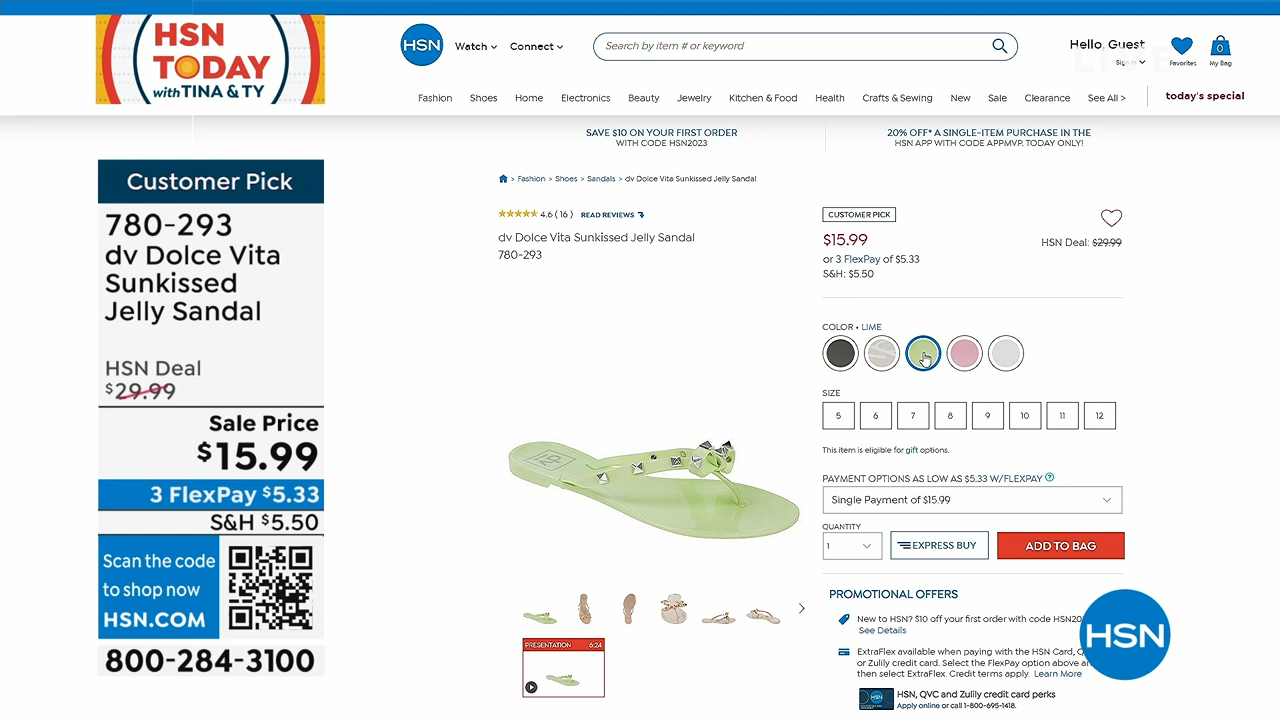 HSN
TODAY
with TINA & TY
Customer Pick
780-293
dv Dolce Vita
Sunkissed
Jelly Sandal
HSN Deal
$29.99
Sale Price
$15.99
3 FlexPay $5.33
S&H $5.50
Scan the code
to shop now
HSN.COM
800-284-3100
HSN
Watch
Connect
Search by item # or keyword
Hello, Guest
Sign in
Favorites
0
My Bag
Fashion Shoes Home Electronics Beauty Jewelry Kitchen & Food Health Crafts & Sewing New Sale Clearance See All > today's special
SAVE $10 ON YOUR FIRST ORDER
WITH CODE HSN2023
20% OFF* A SINGLE-ITEM PURCHASE IN THE
HSN APP WITH CODE APPMVP. TODAY ONLY!
> Fashion > Shoes > Sandals > dv Dolce Vita Sunkissed Jelly Sandal
4.6 ( 16 ) READ REVIEWS
dv Dolce Vita Sunkissed Jelly Sandal
780-293
PRESENTATION 6:24
CUSTOMER PICK
$15.99
HSN Deal: $29.99
or 3 FlexPay of $5.33
S&H: $5.50
COLOR • LIME
SIZE
5 6 7 8 9 10 11 12
This item is eligible for gift options.
PAYMENT OPTIONS AS LOW AS $5.33 W/FLEXPAY ?
Single Payment of $15.99
QUANTITY
1
EXPRESS BUY
ADD TO BAG
PROMOTIONAL OFFERS
New to HSN? $10 off your first order with code HSN20
See Details
ExtraFlex available when paying with the HSN Card, Q
or Zulily credit card. Select the FlexPay option above a
then select ExtraFlex. Credit terms apply. Learn More
HSN, QVC and Zulily credit card perks
Apply online or call 1-800-695-1418.
HSN